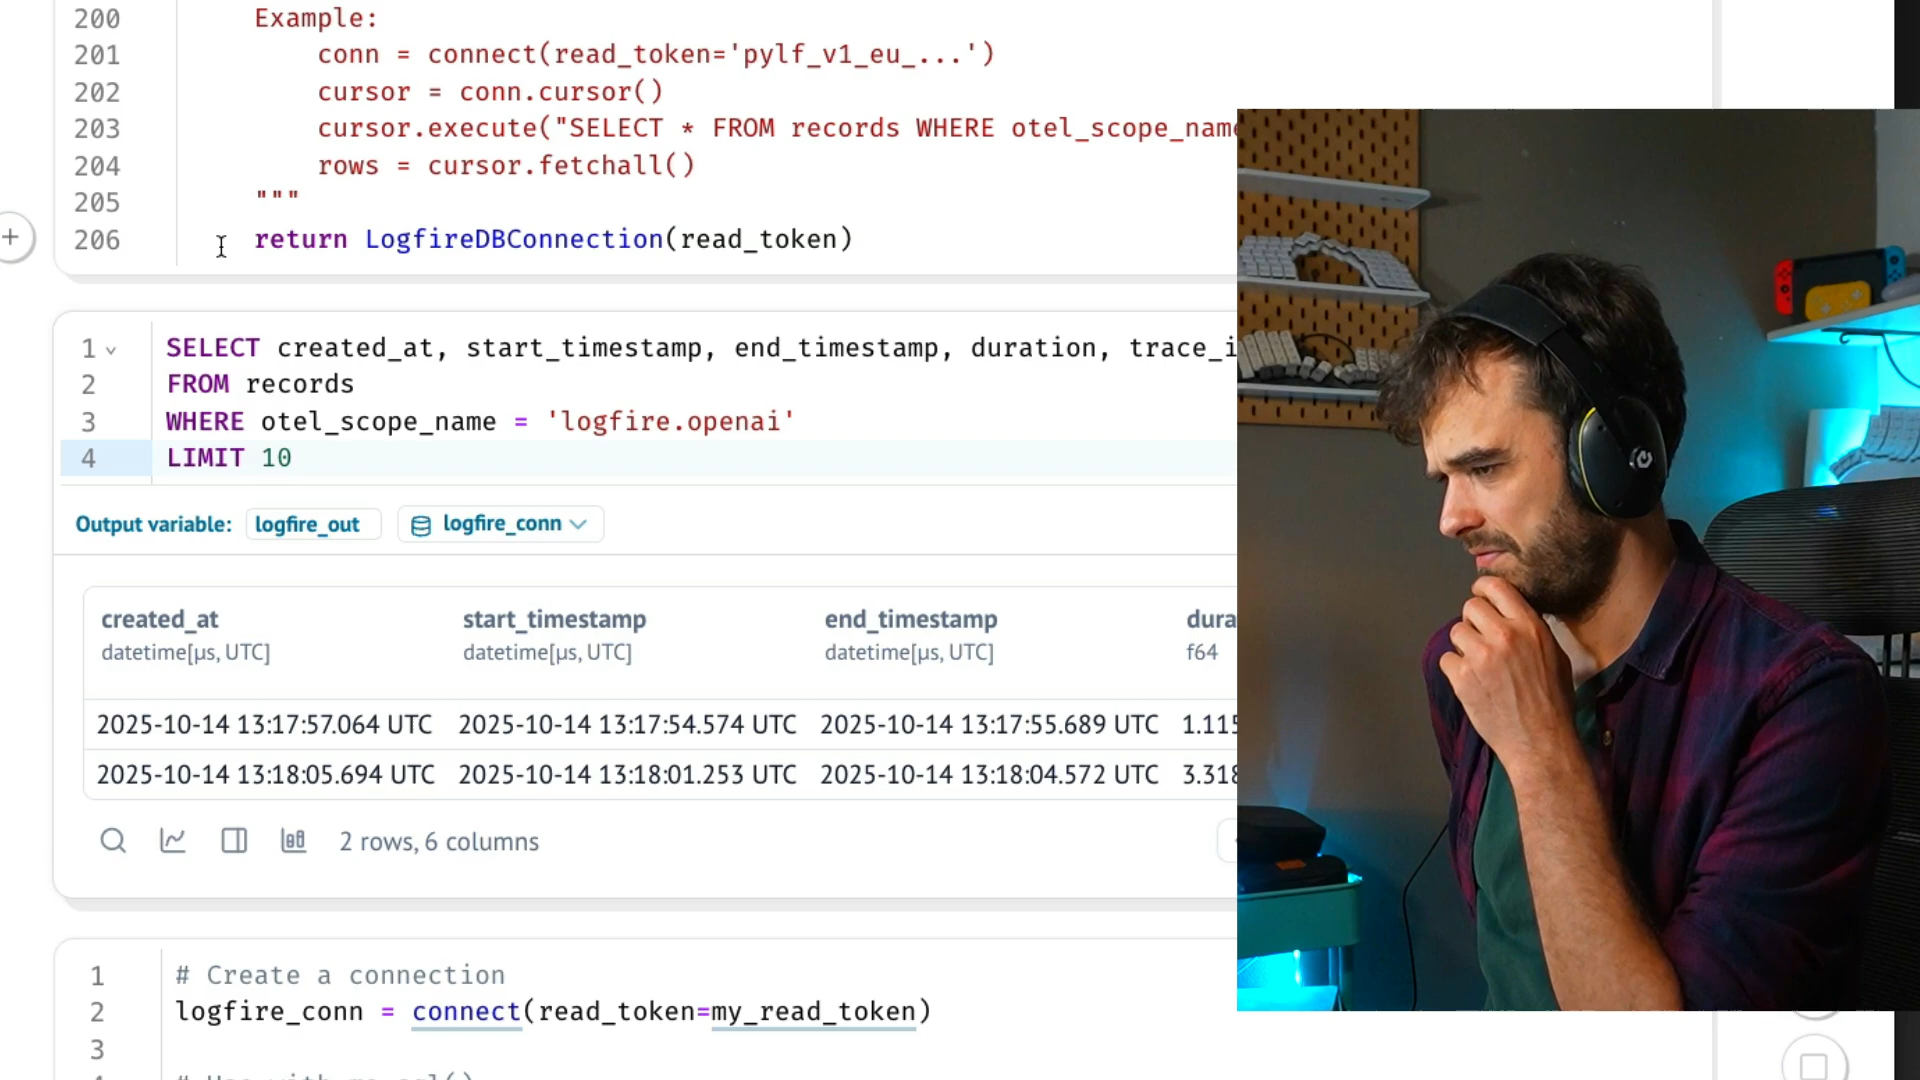 200 Example:
201 conn = connect(read_token='pylf_v1_eu_...')
202 cursor = conn.cursor()
203 cursor.execute("SELECT * FROM records WHERE otel_scope_name
204 rows = cursor.fetchall()
205 """
206 return LogfireDBConnection(read_token)
1 SELECT created_at, start_timestamp, end_timestamp, duration, trace_i
2 FROM records
3 WHERE otel_scope_name = 'logfire.openai'
4 LIMIT 10
Output variable: logfire_out logfire_conn
created_at start_timestamp end_timestamp dura
datetime[μs, UTC] datetime[μs, UTC] datetime[μs, UTC] f64
2025-10-14 13:17:57.064 UTC 2025-10-14 13:17:54.574 UTC 2025-10-14 13:17:55.689 UTC 1.115
2025-10-14 13:18:05.694 UTC 2025-10-14 13:18:01.253 UTC 2025-10-14 13:18:04.572 UTC 3.318
2 rows, 6 columns
1 # Create a connection
2 logfire_conn = connect(read_token=my_read_token)
3